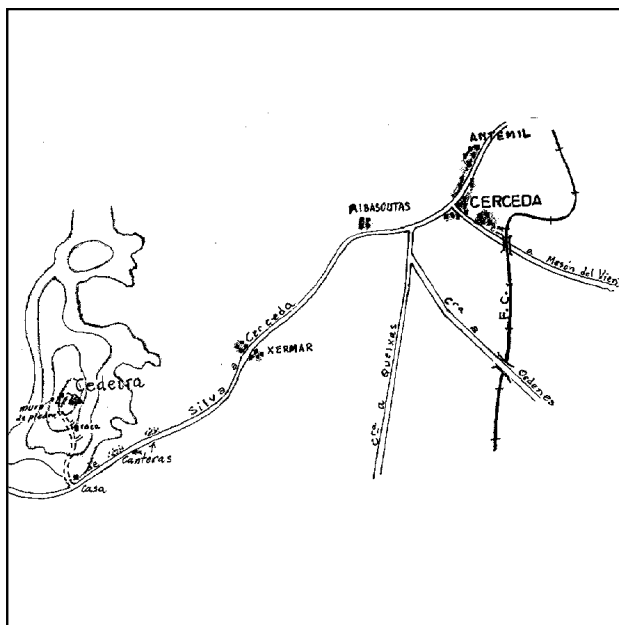 ANTEMIL
CERCEDA
RIBASOUTAS
a Mesón del Vien
F.C.
Cra a Ordenes
Cra a Queixas
XERMAR
de Silva a Cerceda
Cedeira
muro
de piedra
Cantoras
Casa